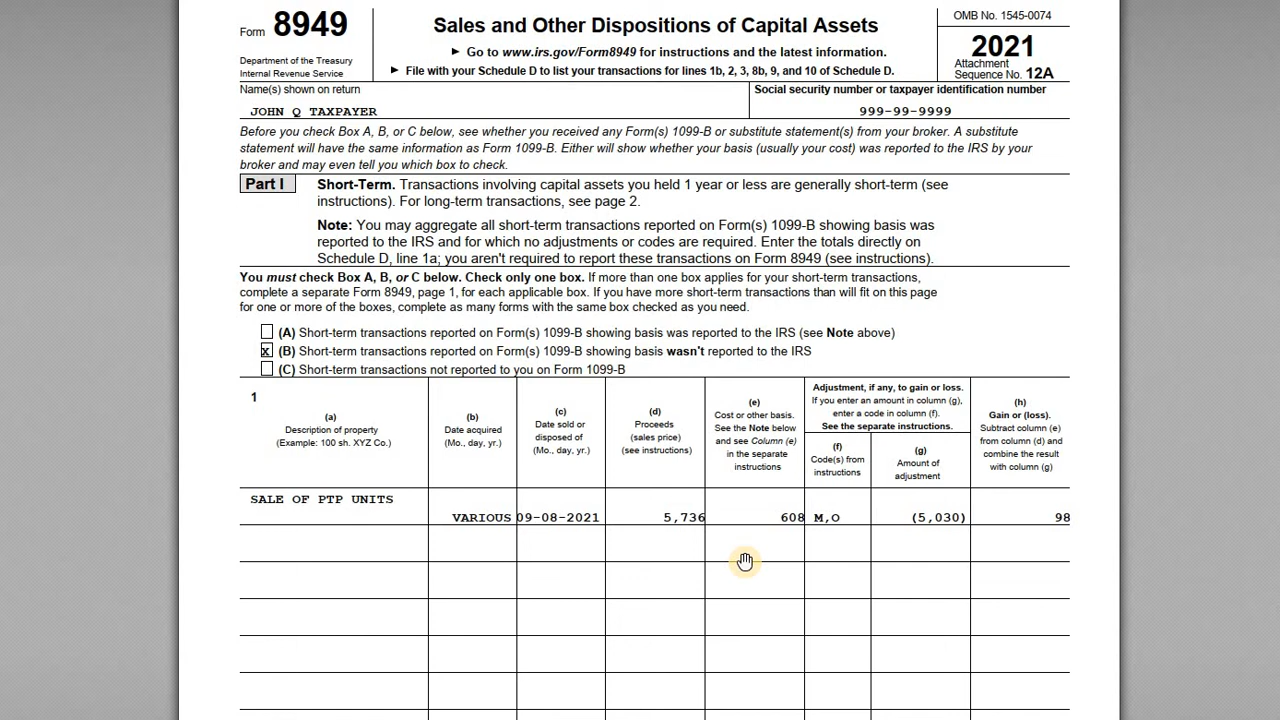 Form 8949
Department of the Treasury
Internal Revenue Service
Sales and Other Dispositions of Capital Assets
► Go to www.irs.gov/Form8949 for instructions and the latest information.
► File with your Schedule D to list your transactions for lines 1b, 2, 3, 8b, 9, and 10 of Schedule D.
OMB No. 1545-0074
2021
Attachment
Sequence No. 12A
Name(s) shown on return
JOHN Q TAXPAYER
Social security number or taxpayer identification number
999-99-9999
Before you check Box A, B, or C below, see whether you received any Form(s) 1099-B or substitute statement(s) from your broker. A substitute
statement will have the same information as Form 1099-B. Either will show whether your basis (usually your cost) was reported to the IRS by your
broker and may even tell you which box to check.
Part I
Short-Term. Transactions involving capital assets you held 1 year or less are generally short-term (see
instructions). For long-term transactions, see page 2.
Note: You may aggregate all short-term transactions reported on Form(s) 1099-B showing basis was
reported to the IRS and for which no adjustments or codes are required. Enter the totals directly on
Schedule D, line 1a; you aren't required to report these transactions on Form 8949 (see instructions).
You must check Box A, B, or C below. Check only one box. If more than one box applies for your short-term transactions,
complete a separate Form 8949, page 1, for each applicable box. If you have more short-term transactions than will fit on this page
for one or more of the boxes, complete as many forms with the same box checked as you need.
(A) Short-term transactions reported on Form(s) 1099-B showing basis was reported to the IRS (see Note above)
X (B) Short-term transactions reported on Form(s) 1099-B showing basis wasn't reported to the IRS
(C) Short-term transactions not reported to you on Form 1099-B
1
(a)
Description of property
(Example: 100 sh. XYZ Co.)
(b)
Date acquired
(Mo., day, yr.)
(c)
Date sold or
disposed of
(Mo., day, yr.)
(d)
Proceeds
(sales price)
(see instructions)
(e)
Cost or other basis.
See the Note below
and see Column (e)
in the separate
instructions
Adjustment, if any, to gain or loss.
If you enter an amount in column (g),
enter a code in column (f).
See the separate instructions.
(f)
Code(s) from
instructions
(g)
Amount of
adjustment
(h)
Gain or (loss).
Subtract column (e)
from column (d) and
combine the result
with column (g)
SALE OF PTP UNITS
VARIOUS 09-08-2021 5,736 608 M,O (5,030) 98